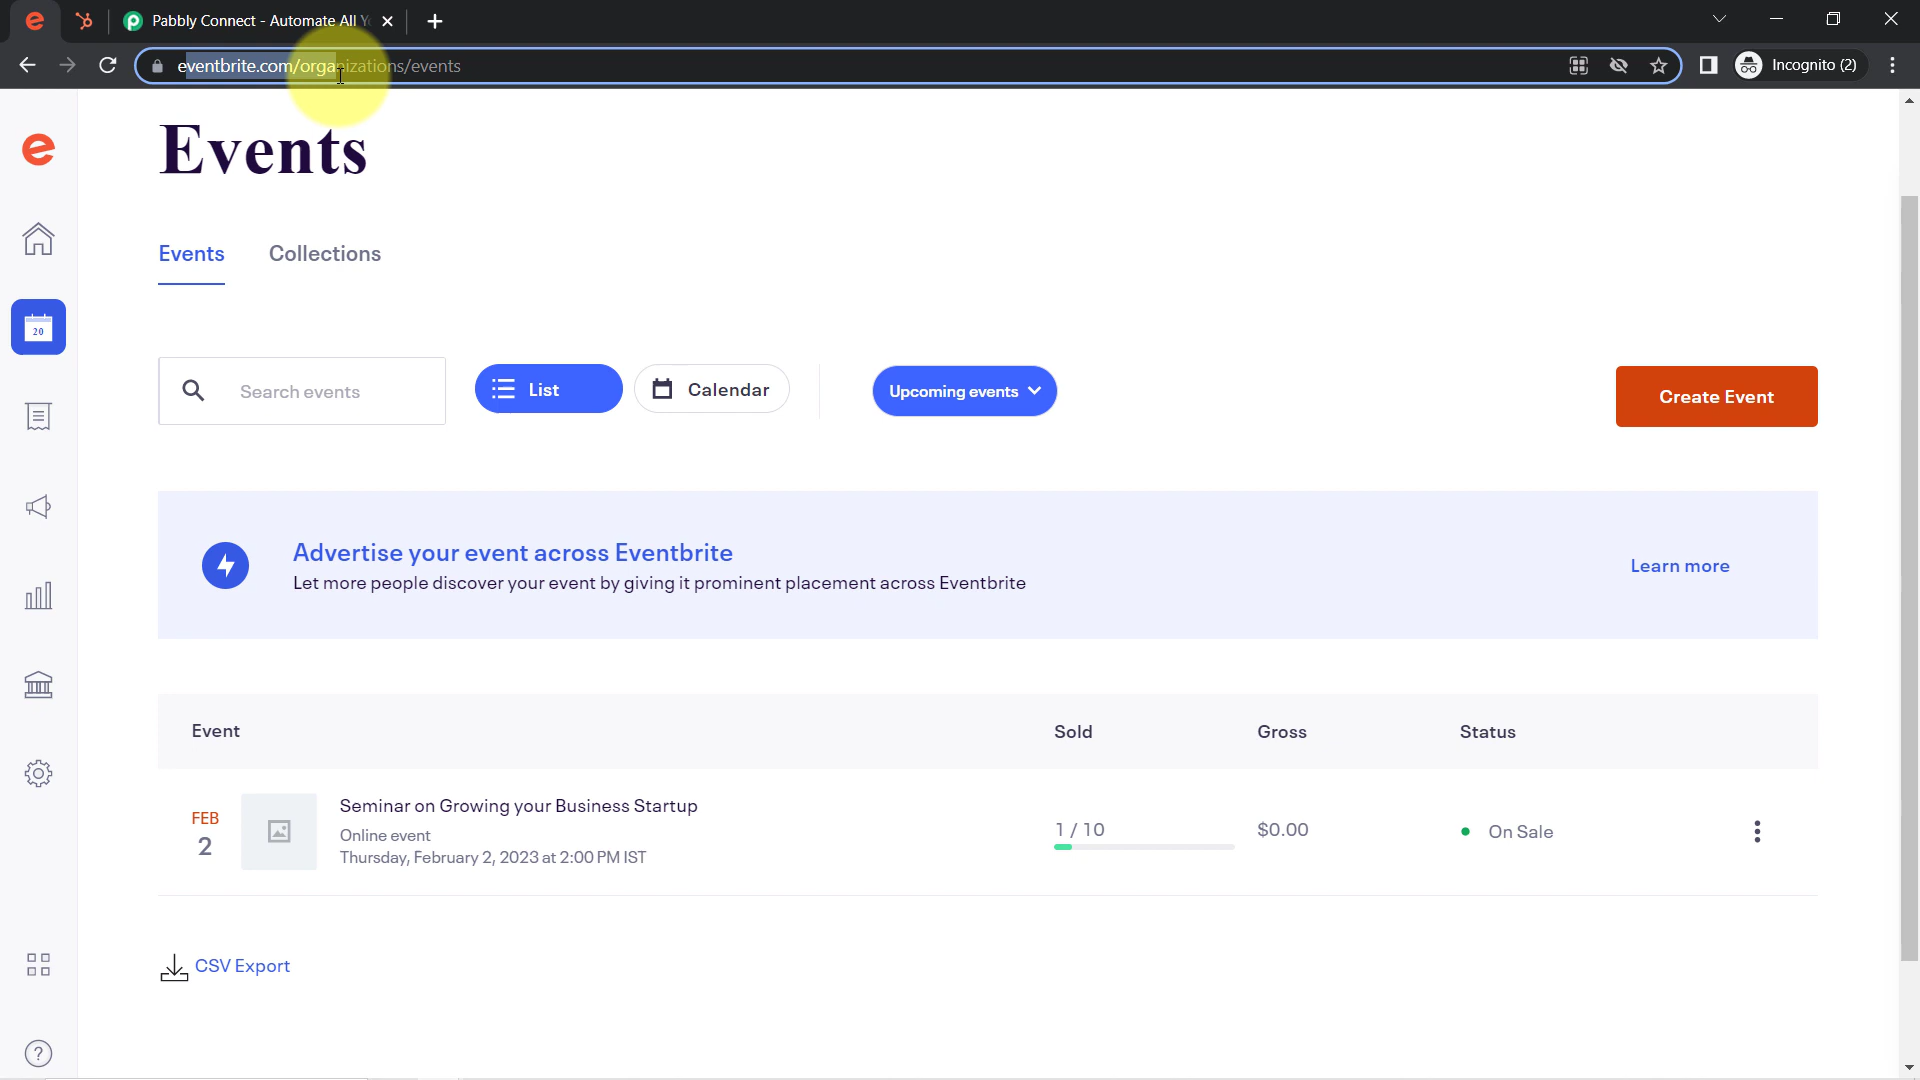 Pabbly Connect - Automate All Y
eventbrite.com/organizations/events
Incognito (2)
Events
Events
Collections
20
Search events
List
Calendar
Upcoming events
Create Event
Advertise your event across Eventbrite
Let more people discover your event by giving it prominent placement across Eventbrite
Learn more
Event
Sold
Gross
Status
FEB
2
Seminar on Growing your Business Startup
Online event
Thursday, February 2, 2023 at 2:00 PM IST
1 / 10
$0.00
On Sale
CSV Export